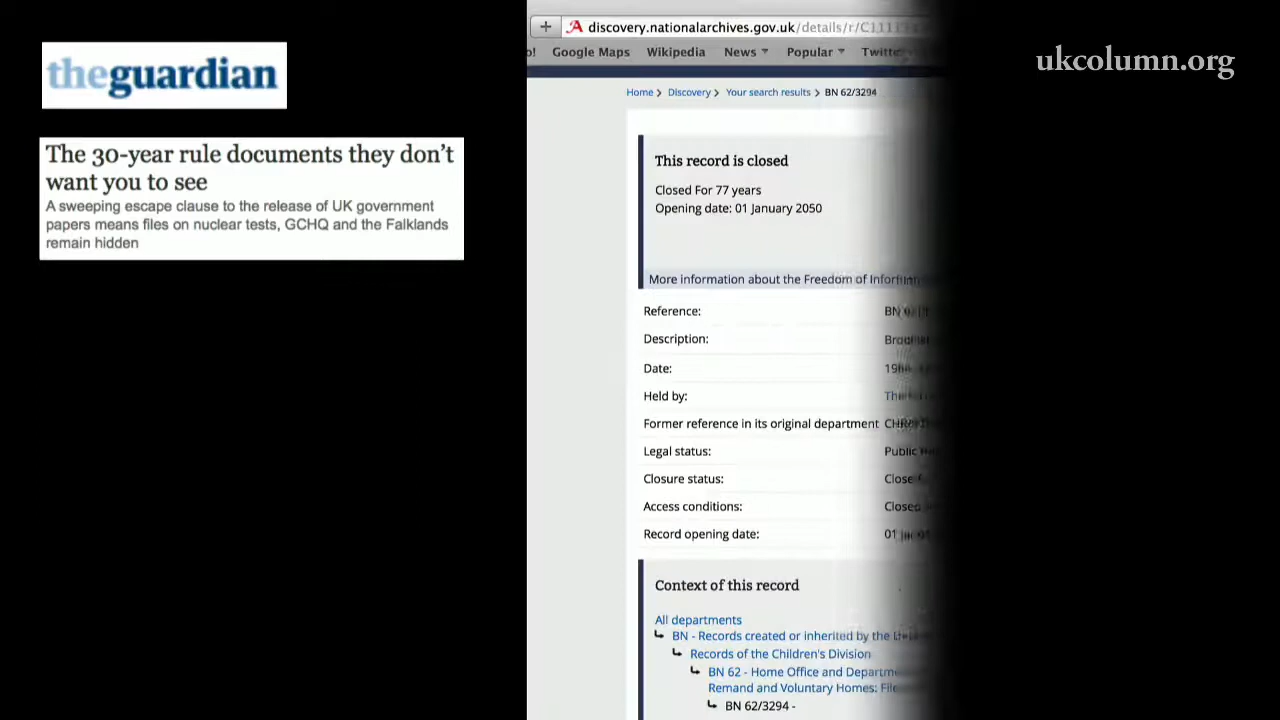 theguardian
The 30-year rule documents they don't
want you to see
A sweeping escape clause to the release of UK government
papers means files on nuclear tests, GCHQ and the Falklands
remain hidden
discovery.nationalarchives.gov.uk/details/r/
Google Maps Wikipedia News Popular
ukcolumn.org
Home > Discovery > Your search results > BN 62/3294
This record is closed
Closed For 77 years
Opening date: 01 January 2050
More information about the Freedom of
Reference: BN
Description:
Date:
Held by:
Former reference in its original department
Legal status: Public
Closure status:
Access conditions:
Record opening date: 01
Context of this record
All departments
BN - Records created or inherited by the
Records of the Children's Division
BN 62 - Home Office and
Remand and Voluntary Homes:
BN 62/3294 -